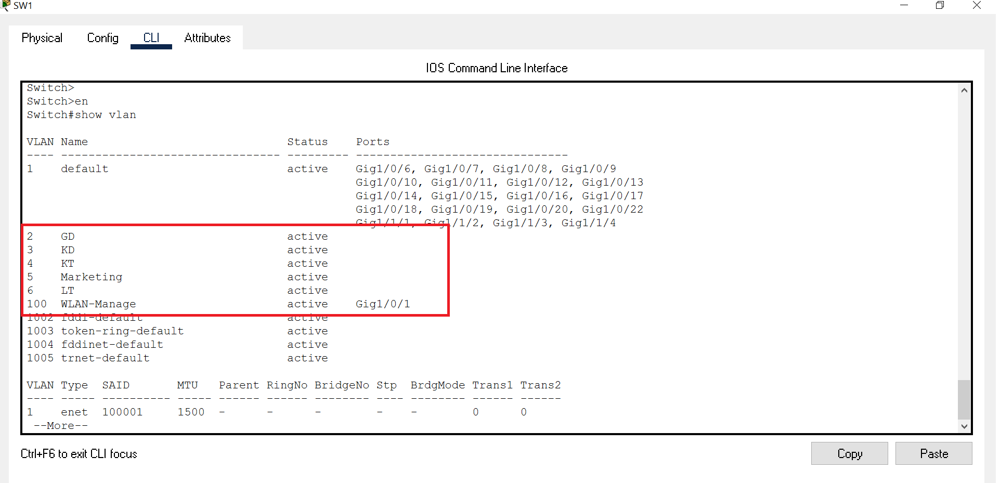 SW1
Physical Config CLI Attributes
IOS Command Line Interface
Switch>
Switch>en
Switch#show vlan
VLAN Name Status Ports
---- -------------------------------- --------- -------------------------------
1 default active Gig1/0/6, Gig1/0/7, Gig1/0/8, Gig1/0/9
Gig1/0/10, Gig1/0/11, Gig1/0/12, Gig1/0/13
Gig1/0/14, Gig1/0/15, Gig1/0/16, Gig1/0/17
Gig1/0/18, Gig1/0/19, Gig1/0/20, Gig1/0/22
Gig1/1/1, Gig1/1/2, Gig1/1/3, Gig1/1/4
2 GD active
3 KD active
4 KT active
5 Marketing active
6 LT active
100 WLAN-Manage active Gig1/0/1
1002 fddi-default active
1003 token-ring-default active
1004 fddinet-default active
1005 trnet-default active
VLAN Type SAID MTU Parent RingNo BridgeNo Stp BrdgMode Trans1 Trans2
---- ----- ---------- ----- ------ ------ -------- ---- -------- ------ ------
1 enet 100001 1500 - - - - - 0 0
--More--
Ctrl+F6 to exit CLI focus
Copy Paste